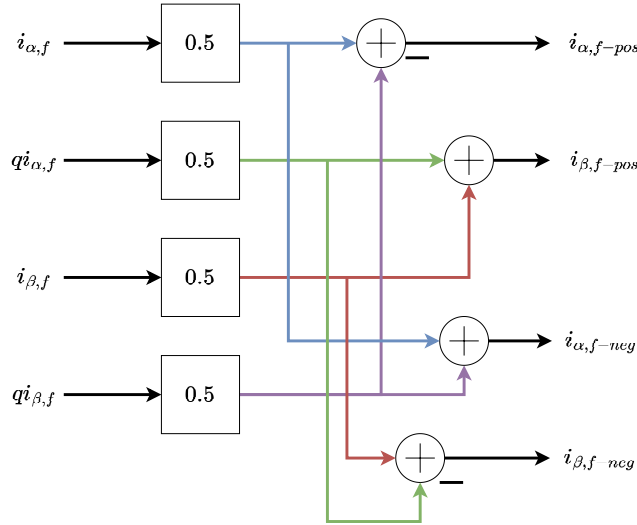 i_{α,f} 0.5 + − i_{α,f−pos}
qi_{α,f} 0.5 + i_{β,f−pos}
i_{β,f} 0.5
+ i_{α,f−neg}
qi_{β,f} 0.5
+ − i_{β,f−neg}